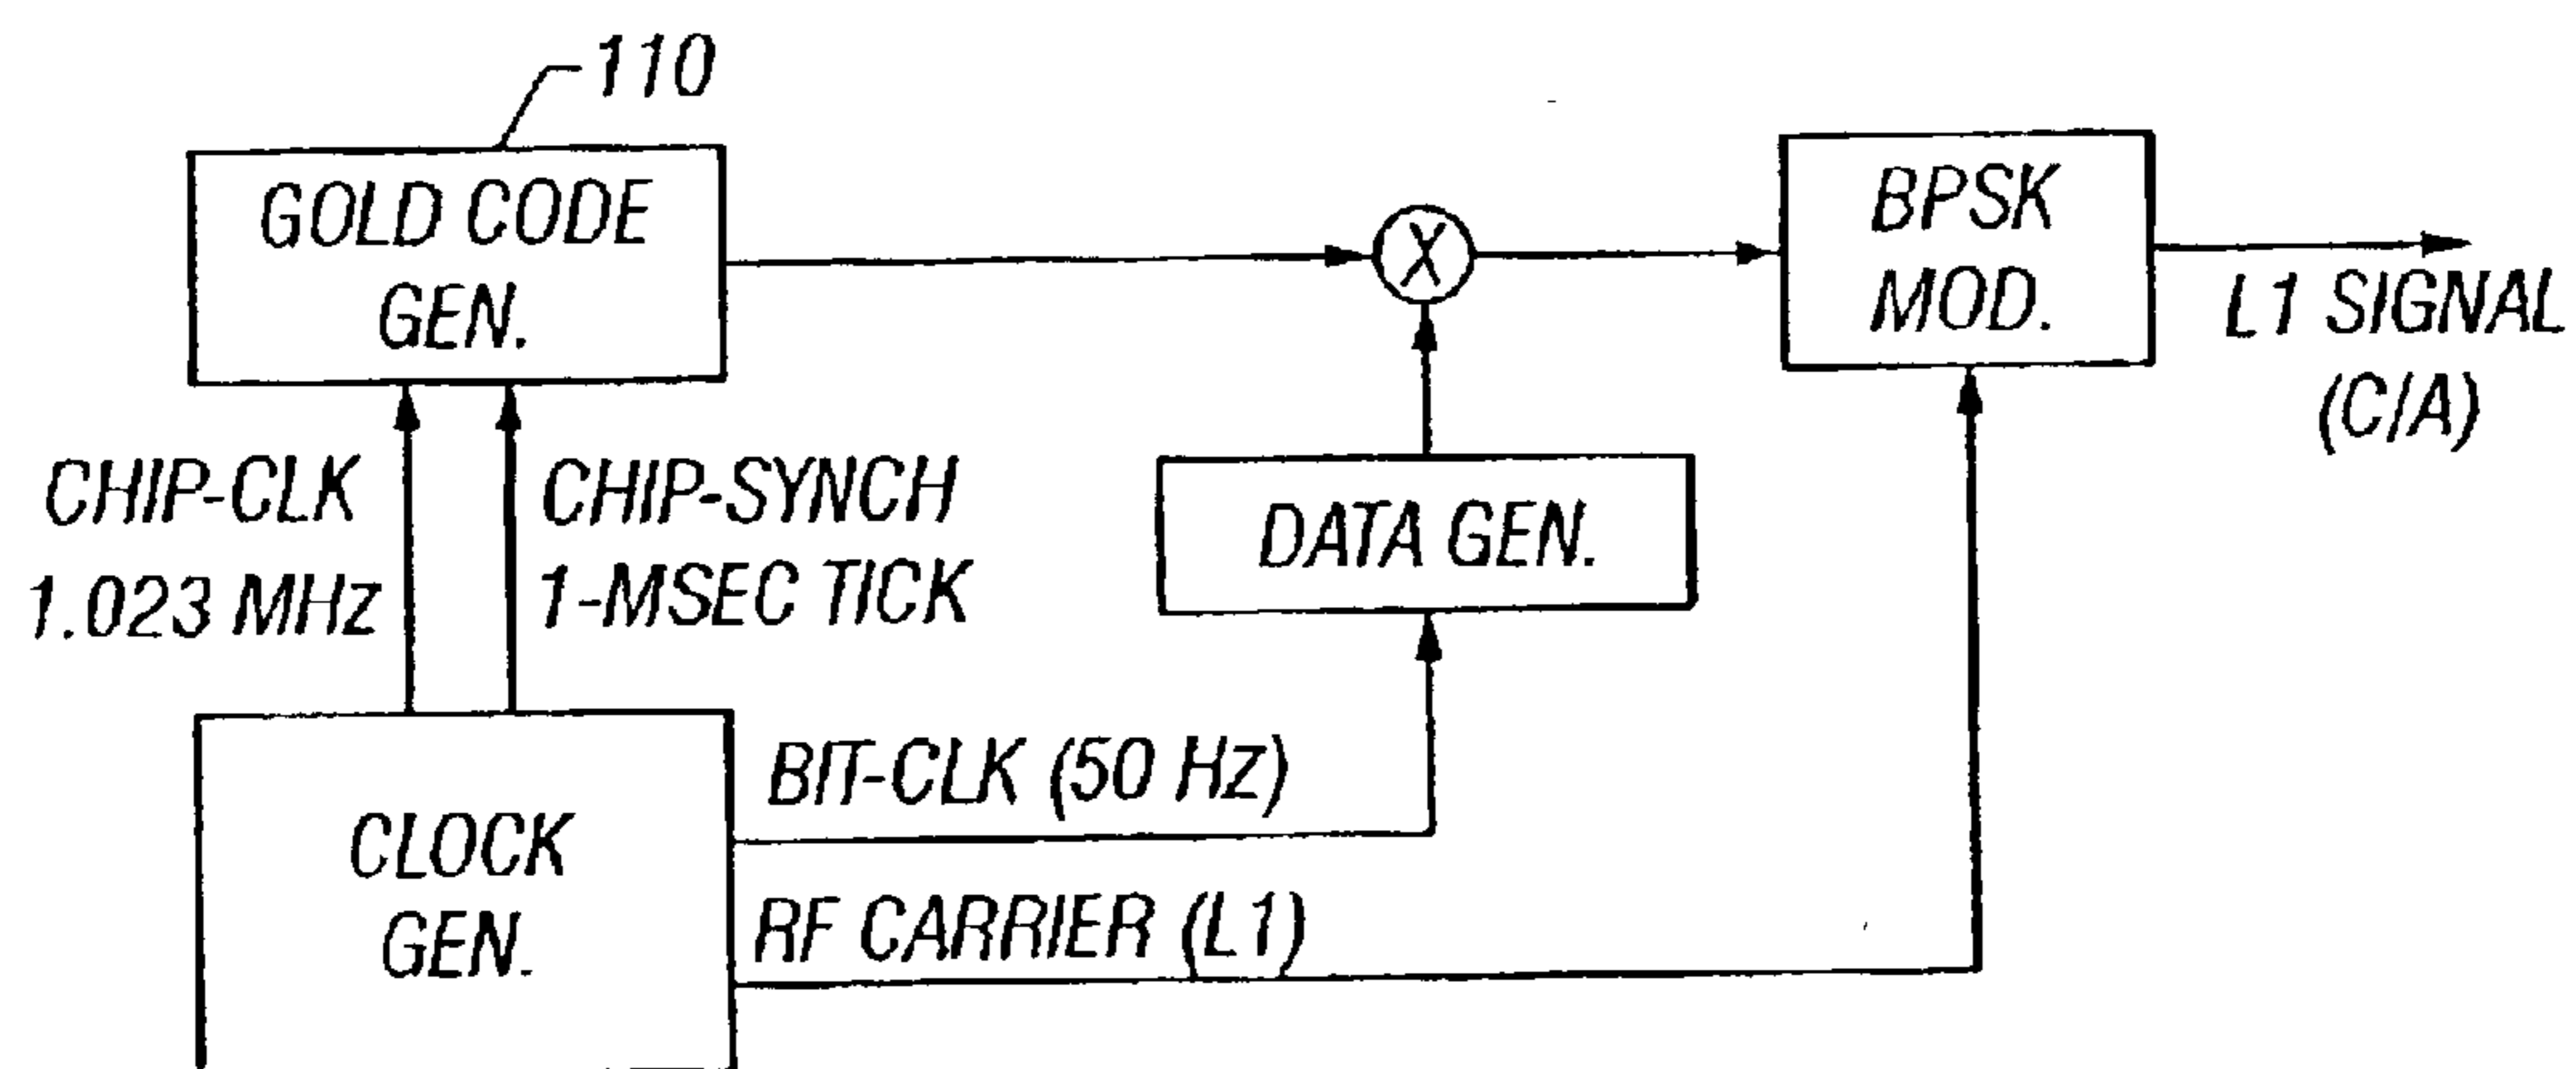 110
GOLD CODE
GEN.
X
BPSK
MOD.
L1 SIGNAL
(C/A)
CHIP-CLK
1.023 MHz
CHIP-SYNCH
1-MSEC TICK
DATA GEN.
CLOCK
GEN.
BIT-CLK (50 Hz)
RF CARRIER (L1)